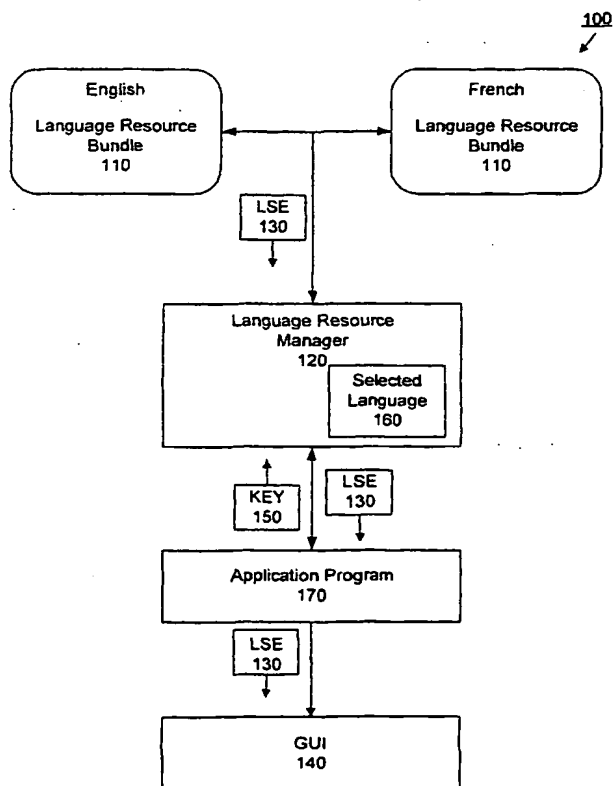 100
English
Language Resource
Bundle
110
French
Language Resource
Bundle
110
LSE
130
Language Resource
Manager
120
Selected
Language
160
KEY
150
LSE
130
Application Program
170
LSE
130
GUI
140